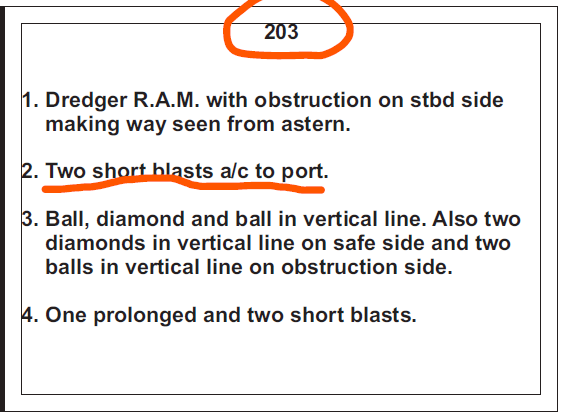 203
1. Dredger R.A.M. with obstruction on stbd side
making way seen from astern.
2. Two short blasts a/c to port.
3. Ball, diamond and ball in vertical line. Also two
diamonds in vertical line on safe side and two
balls in vertical line on obstruction side.
4. One prolonged and two short blasts.